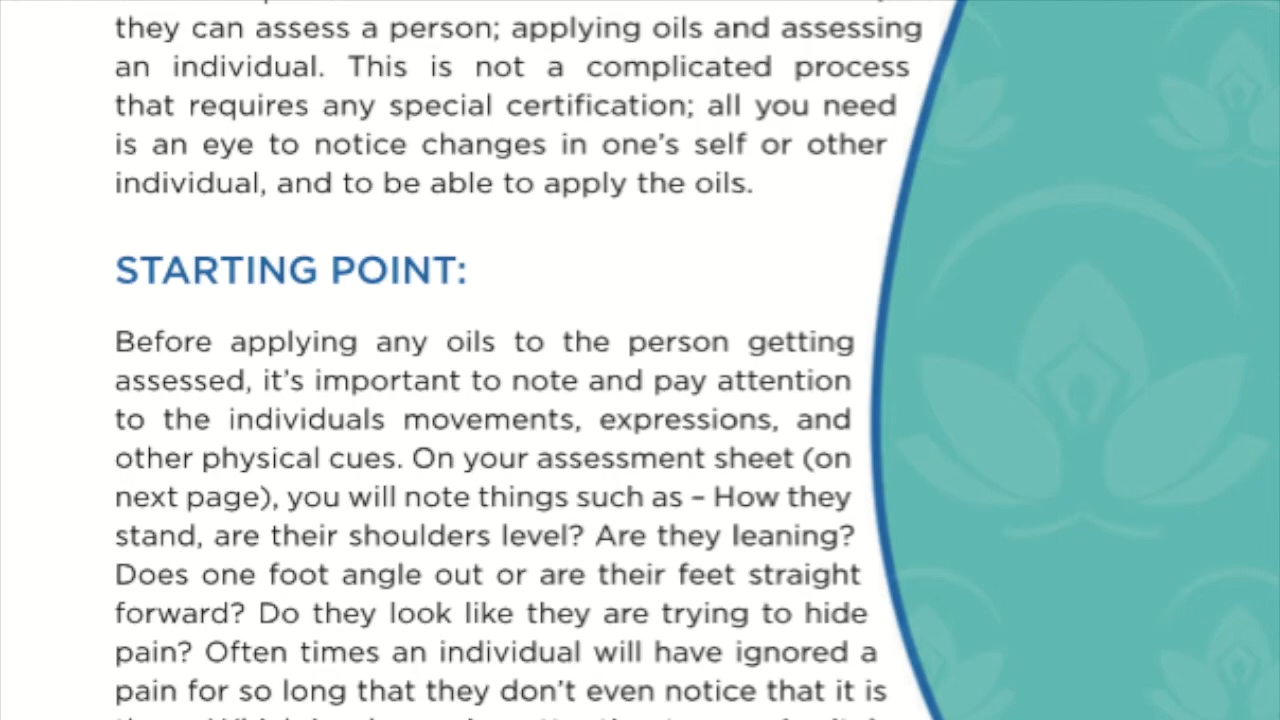 they can assess a person; applying oils and assessing
an individual. This is not a complicated process
that requires any special certification; all you need
is an eye to notice changes in one's self or other
individual, and to be able to apply the oils.
STARTING POINT:
Before applying any oils to the person getting
assessed, it's important to note and pay attention
to the individuals movements, expressions, and
other physical cues. On your assessment sheet (on
next page), you will note things such as – How they
stand, are their shoulders level? Are they leaning?
Does one foot angle out or are their feet straight
forward? Do they look like they are trying to hide
pain? Often times an individual will have ignored a
pain for so long that they don't even notice that it is